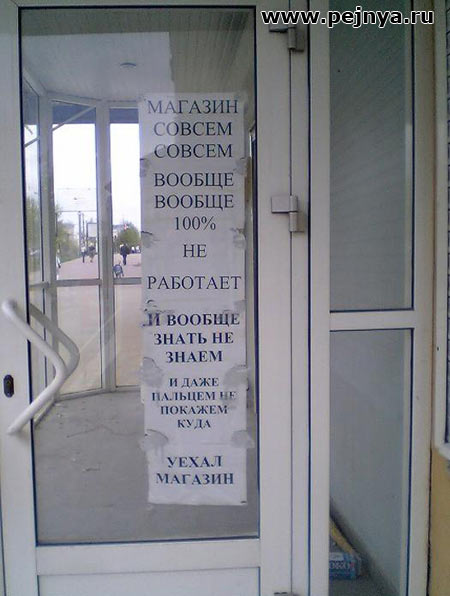 www.pejnya.ru
МАГАЗИН
СОВСЕМ
СОВСЕМ
ВООБЩЕ
ВООБЩЕ
100%
НЕ
РАБОТАЕТ
И ВООБЩЕ
ЗНАТЬ НЕ
ЗНАЕМ
И ДАЖЕ
ПАЛЬЦЕМ НЕ
ПОКАЖЕМ
КУДА
УЕХАЛ
МАГАЗИН